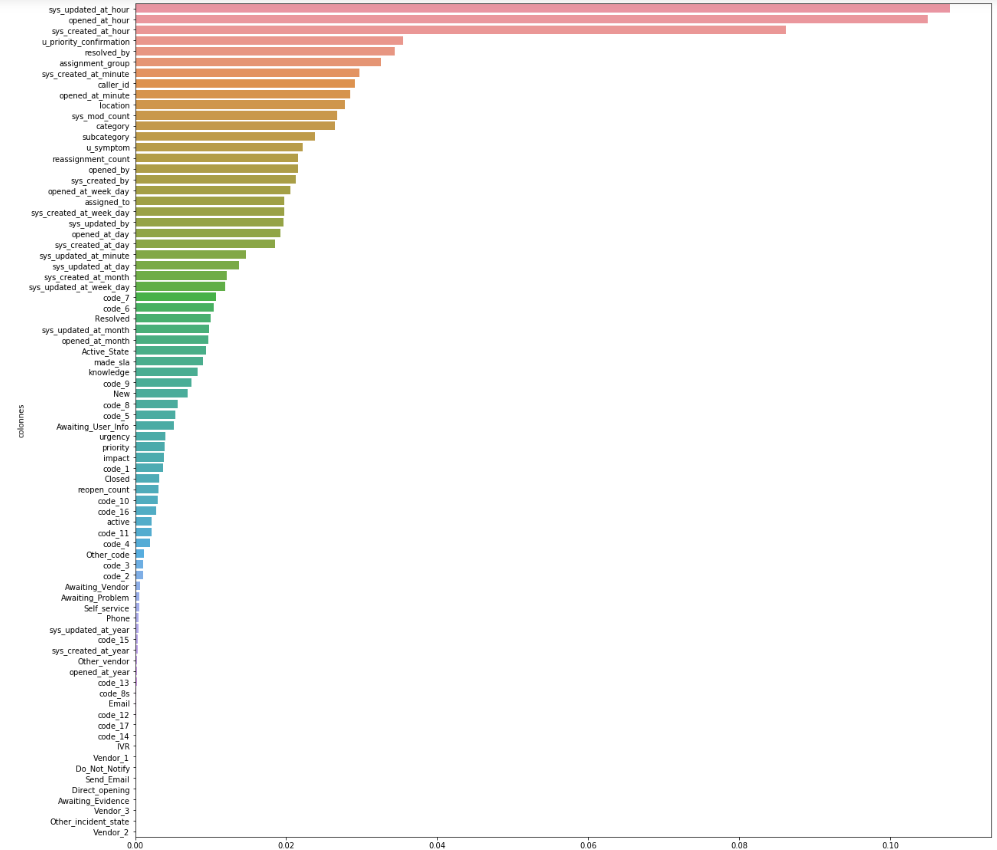 sys_updated_at_hour
opened_at_hour
sys_created_at_hour
u_priority_confirmation
resolved_by
assignment_group
sys_created_at_minute
caller_id
opened_at_minute
location
sys_mod_count
category
subcategory
u_symptom
reassignment_count
opened_by
sys_created_by
opened_at_week_day
assigned_to
sys_created_at_week_day
sys_updated_by
opened_at_day
sys_created_at_day
sys_updated_at_minute
sys_updated_at_day
sys_created_at_month
sys_updated_at_week_day
code_7
code_6
Resolved
sys_updated_at_month
opened_at_month
Active_State
made_sla
knowledge
code_9
New
code_8
code_5
Awaiting_User_Info
urgency
priority
impact
code_1
Closed
reopen_count
code_10
code_16
active
code_11
code_4
Other_code
code_3
code_2
Awaiting_Vendor
Awaiting_Problem
Self_service
Phone
sys_updated_at_year
code_15
sys_created_at_year
Other_vendor
opened_at_year
code_13
code_8s
Email
code_12
code_17
code_14
IVR
Vendor_1
Do_Not_Notify
Send_Email
Direct_opening
Awaiting_Evidence
Vendor_3
Other_incident_state
Vendor_2
colonnes
0.00 0.02 0.04 0.06 0.08 0.10